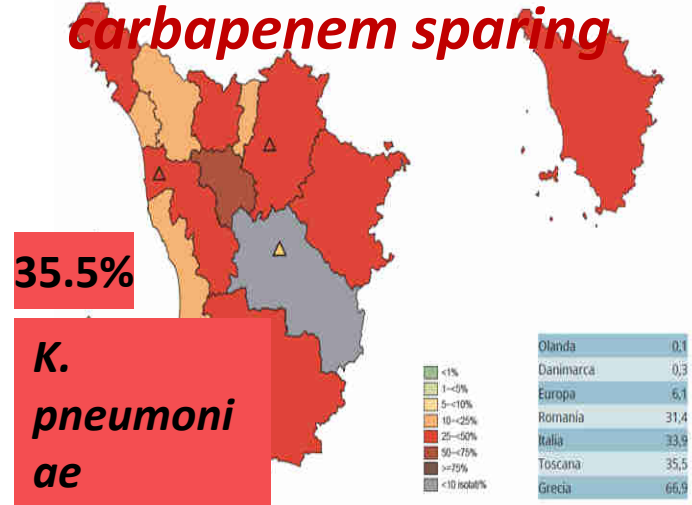 carbapenem sparing
35.5%
K.
pneumoni
ae
<1%
1-<5%
5-<10%
10-<25%
25-<50%
50-<75%
>=75%
<10 isolati%
Olanda 0,1
Danimarca 0,3
Europa 6,1
Romania 31,4
Italia 33,9
Toscana 35,5
Grecia 66,9